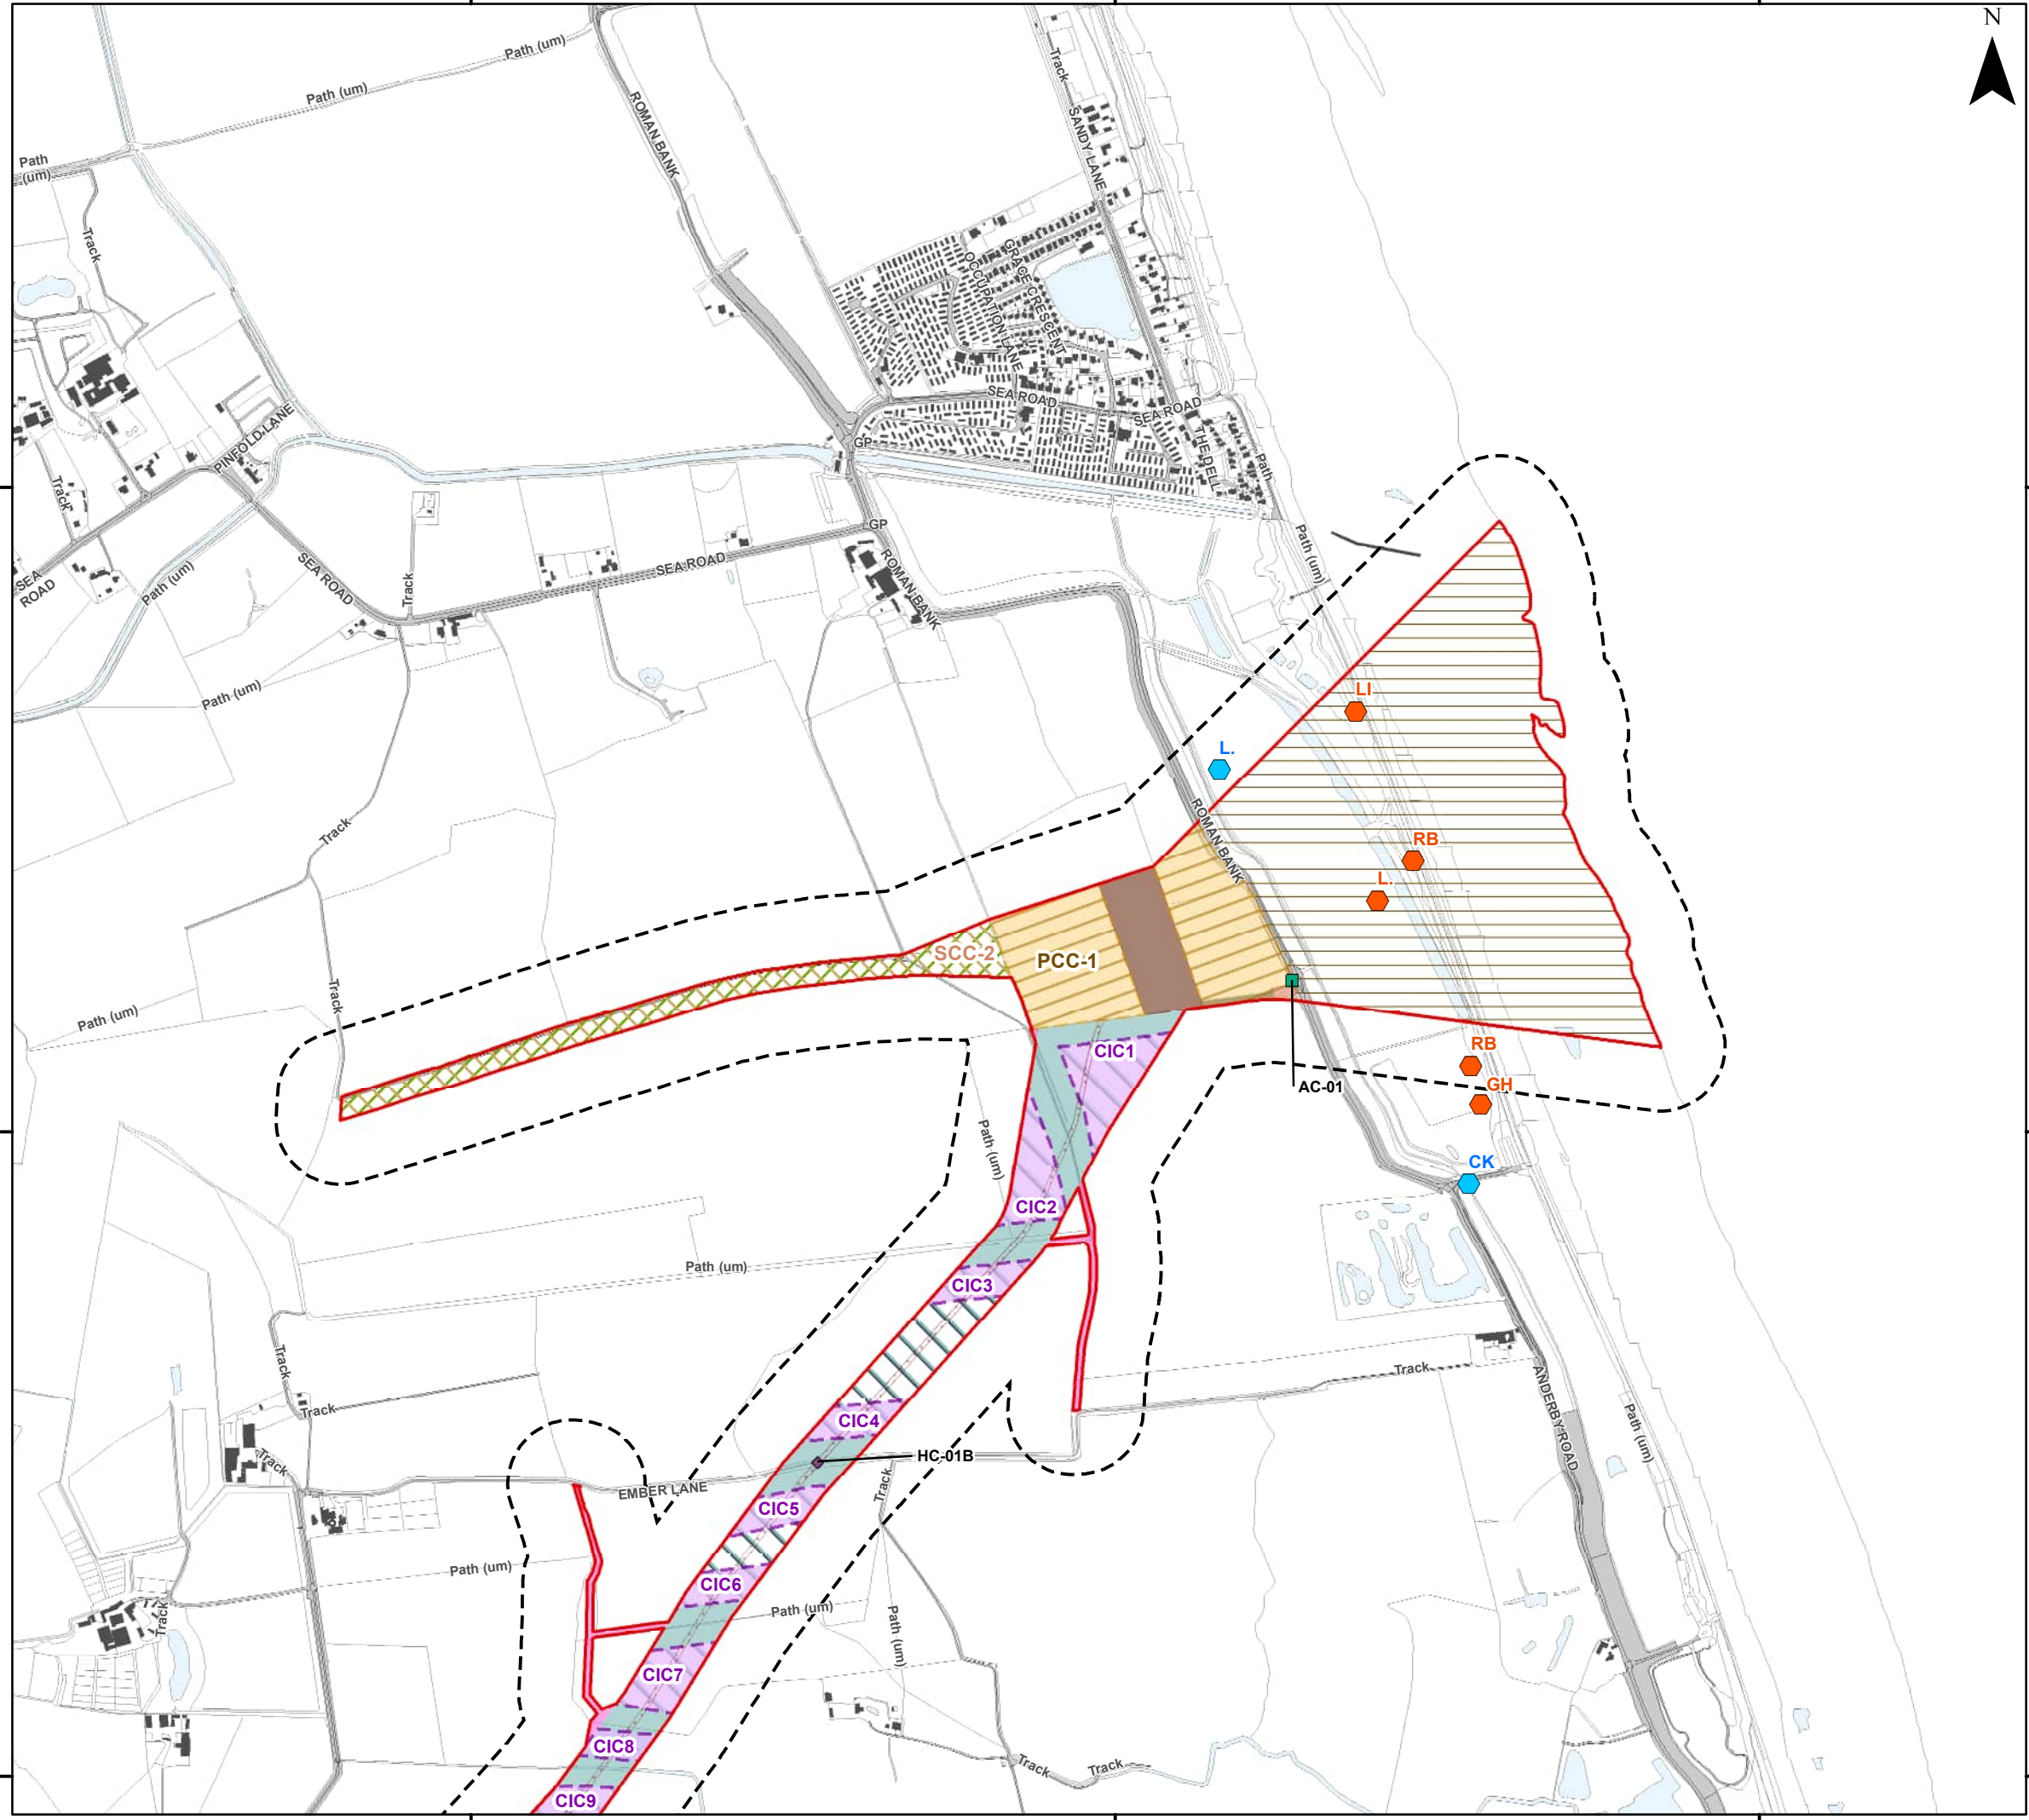 N
Path (um)
Path (um)
Path
(um)
Track
ROMAN BANK
Track
SANDY LANE
GRACE CRESCENT
OCCUPATION LANE
SEA ROAD
SEA ROAD
THE DELL
Path
GP
PINFOLD LANE
Track
SEA
ROAD
Path (um)
SEA ROAD
Track
SEA ROAD
GP
ROMAN BANK
Path (um)
Path (um)
LI
L.
Track
ROMAN BANK
RB
L.
SCC-2
PCC-1
Track
Path (um)
CIC1
RB
GH
AC-01
Path (um)
CK
CIC2
Path (um)
CIC3
Track
Track
Track
ANDERBY ROAD
Path (um)
CIC4
HC-01B
Track
EMBER LANE
Track
CIC5
Path (um)
CIC6
Path (um)
Path (um)
Track
CIC7
CIC8
Track
Track
CIC9